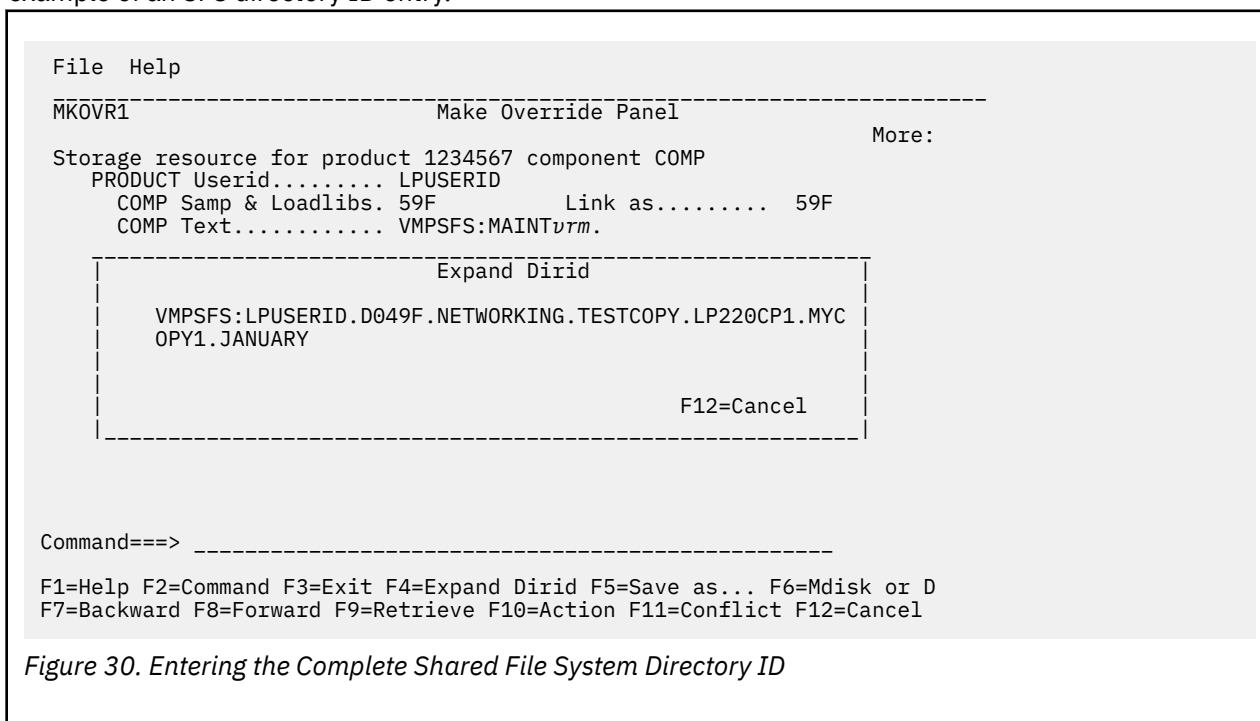 example of an SFS directory ID entry.
File Help
MKOVR1 Make Override Panel
More:
Storage resource for product 1234567 component COMP
PRODUCT Userid......... LPUSERID
COMP Samp & Loadlibs. 59F Link as......... 59F
COMP Text............ VMPSFS:MAINTvrm.
Expand Dirid
VMPSFS:LPUSERID.D049F.NETWORKING.TESTCOPY.LP220CP1.MYC
OPY1.JANUARY
F12=Cancel
Command===> __________________________________________________
F1=Help F2=Command F3=Exit F4=Expand Dirid F5=Save as... F6=Mdisk or D
F7=Backward F8=Forward F9=Retrieve F10=Action F11=Conflict F12=Cancel
Figure 30. Entering the Complete Shared File System Directory ID